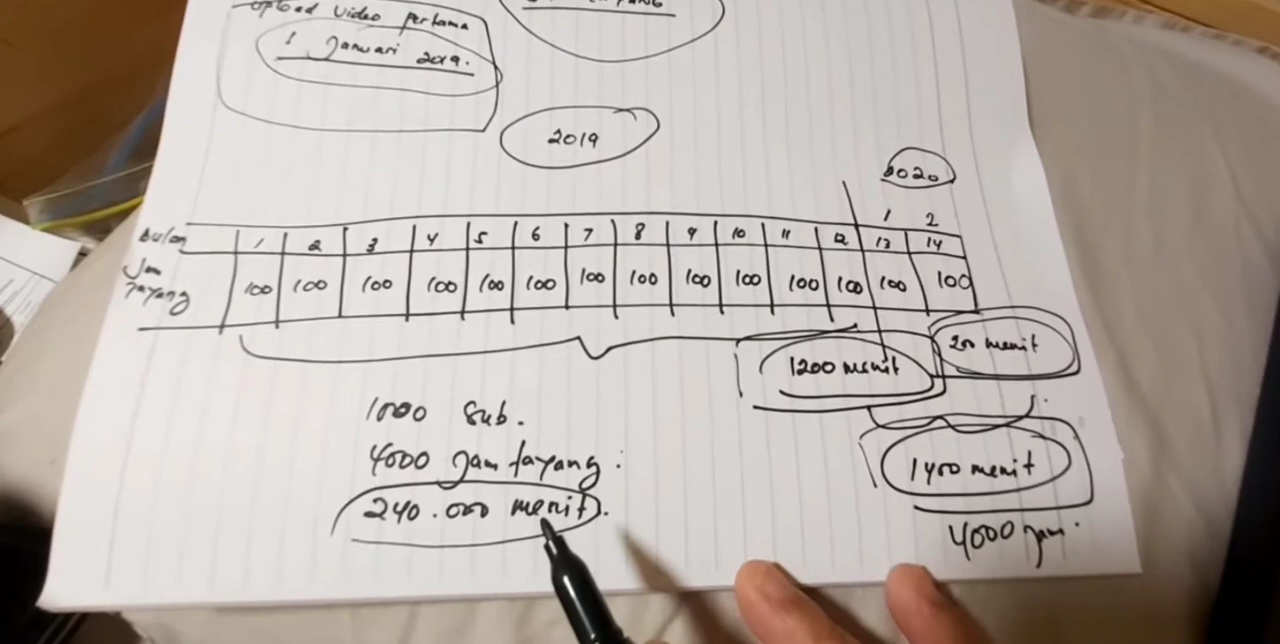 Upload Video pertama
1 Januari 2019.
2019
2020
1 2
Bulan 1 2 3 4 5 6 7 8 9 10 11 12 13 14
Jam tayang 100 100 100 100 100 100 100 100 100 100 100 100 100 100
1200 menit
200 menit
1000 Sub.
4000 Jam tayang.
240.000 menit.
1400 menit
4000 jam.